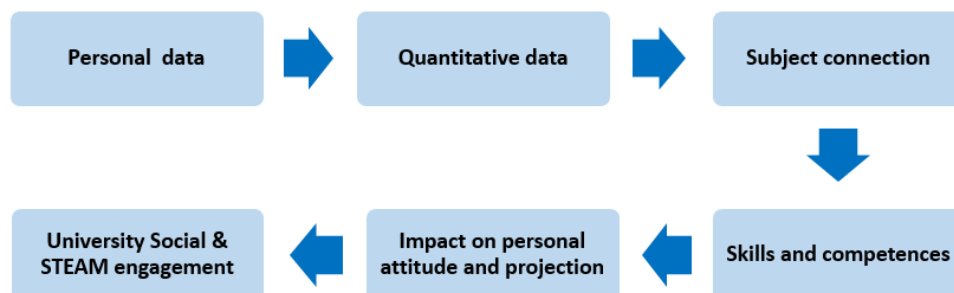 Personal data
Quantitative data
Subject connection
Skills and competences
Impact on personal
attitude and projection
University Social &
STEAM engagement